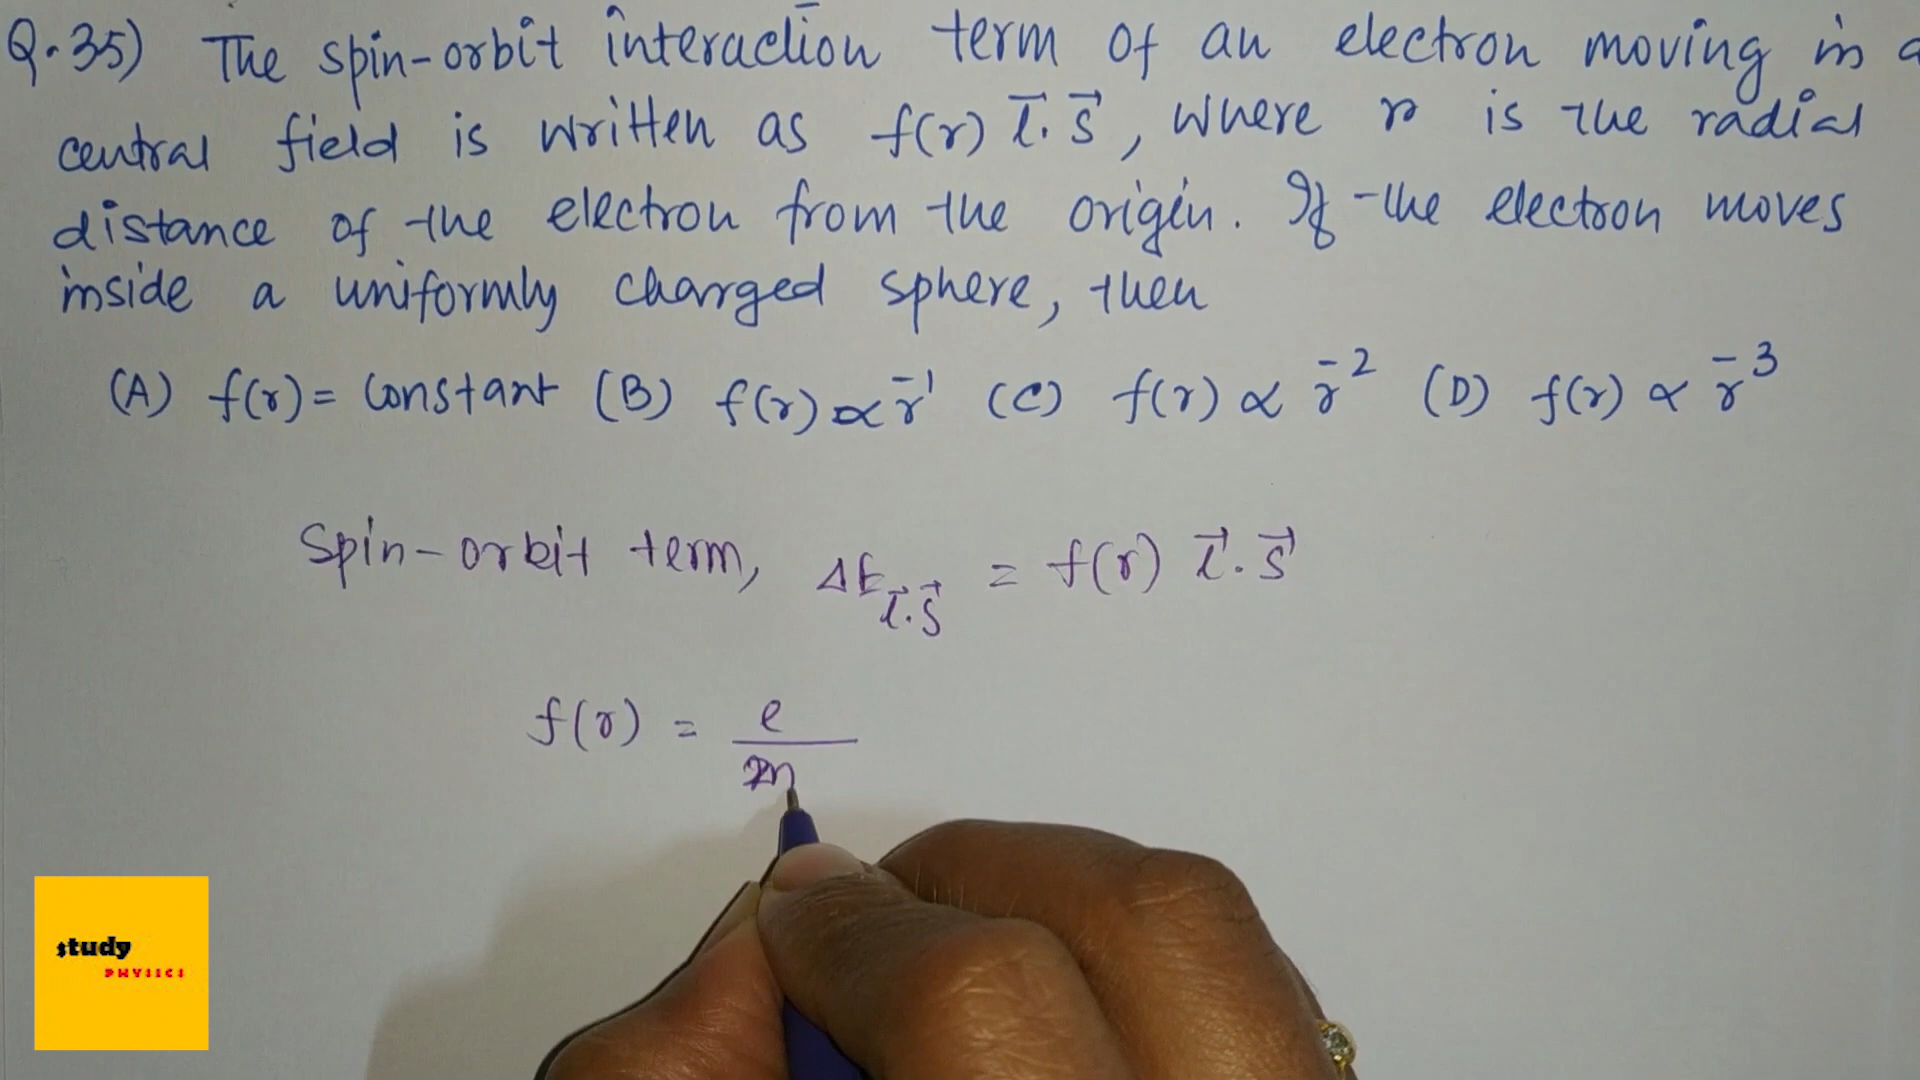 Q.35) The spin-orbit interaction term of an electron moving in a
central field is written as f(r) l⃗. s⃗, where r is the radial
distance of the electron from the origin. If the electron moves
inside a uniformly charged sphere, then
(A) f(r) = constant (B) f(r) ∝ r⁻¹ (C) f(r) ∝ r⁻² (D) f(r) ∝ r⁻³
Spin-orbit term, ΔE_l⃗.s⃗ = f(r) l⃗. s⃗
f(r) = e / 2m
study
PHYSICS